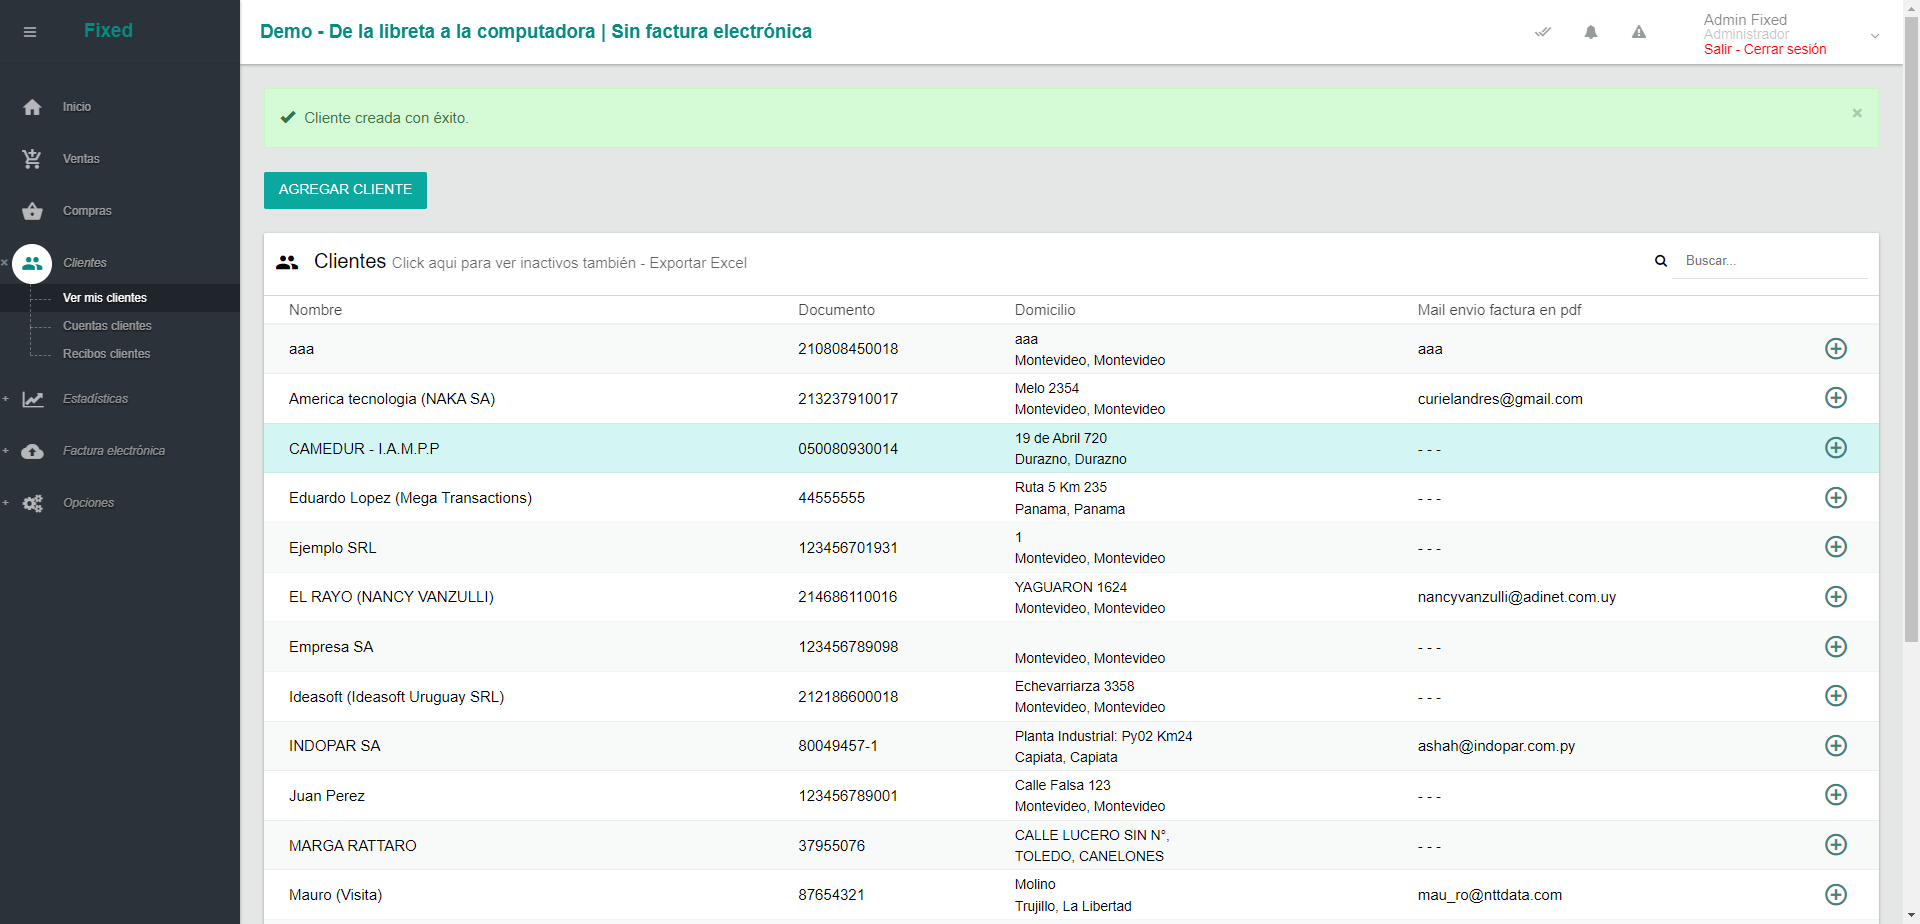 Fixed
Demo - De la libreta a la computadora | Sin factura electrónica
Admin Fixed
Administrador
Salir - Cerrar sesión
Inicio
Ventas
Compras
Clientes
Ver mis clientes
Cuentas clientes
Recibos clientes
Estadísticas
Factura electrónica
Opciones
Cliente creada con éxito.
AGREGAR CLIENTE
Clientes Click aqui para ver inactivos también - Exportar Excel
Buscar...
Nombre Documento Domicilio Mail envio factura en pdf
aaa 210808450018 aaa
Montevideo, Montevideo aaa
America tecnologia (NAKA SA) 213237910017 Melo 2354
Montevideo, Montevideo curielandres@gmail.com
CAMEDUR - I.A.M.P.P 050080930014 19 de Abril 720
Durazno, Durazno - - -
Eduardo Lopez (Mega Transactions) 44555555 Ruta 5 Km 235
Panama, Panama - - -
Ejemplo SRL 123456701931 1
Montevideo, Montevideo - - -
EL RAYO (NANCY VANZULLI) 214686110016 YAGUARON 1624
Montevideo, Montevideo nancyvanzulli@adinet.com.uy
Empresa SA 123456789098
Montevideo, Montevideo - - -
Ideasoft (Ideasoft Uruguay SRL) 212186600018 Echevarriarza 3358
Montevideo, Montevideo - - -
INDOPAR SA 80049457-1 Planta Industrial: Py02 Km24
Capiata, Capiata ashah@indopar.com.py
Juan Perez 123456789001 Calle Falsa 123
Montevideo, Montevideo - - -
MARGA RATTARO 37955076 CALLE LUCERO SIN N°,
TOLEDO, CANELONES - - -
Mauro (Visita) 87654321 Molino
Trujillo, La Libertad mau_ro@nttdata.com